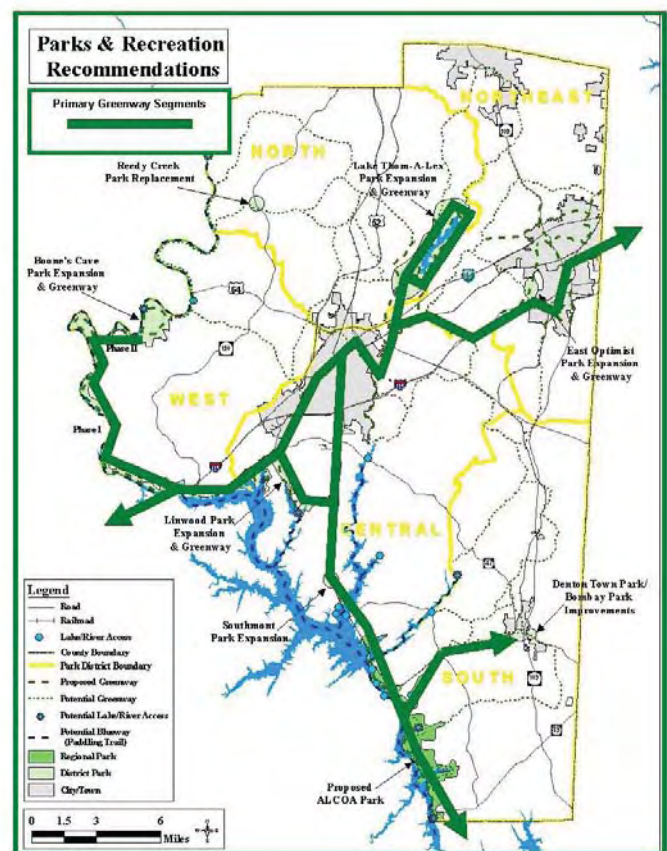 Parks & Recreation
Recommendations
Primary Greenway Segments
NORTHEAST
NORTH
Reedy Creek
Park Replacement
Lake Thom-A-Lex
Park Expansion
& Greenway
52
Boone's Cave
Park Expansion
& Greenway
64
Phase II
East Optimist
Park Expansion
& Greenway
WEST
Phase I
Linwood Park
Expansion
& Greenway
CENTRAL
Denton Town Park/
Bombay Park
Improvements
Southmont
Park Expansion
SOUTH
Proposed
ALCOA Park
Legend
Road
Railroad
Lake/River Access
County Boundary
Park District Boundary
Proposed Greenway
Potential Greenway
Potential Lake/River Access
Potential Blueway
(Paddling Trail)
Regional Park
District Park
City/Town
0 1.5 3 6
Miles